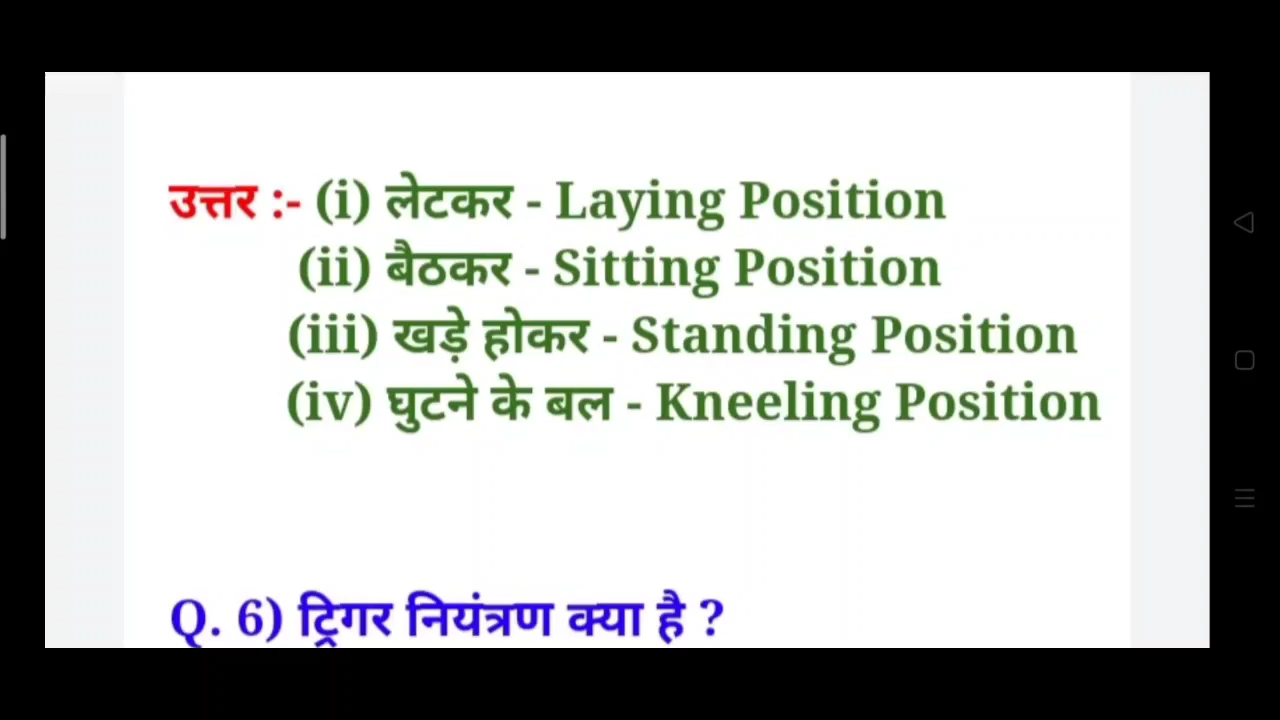 उत्तर :- (i) लेटकर - Laying Position
(ii) बैठकर - Sitting Position
(iii) खड़े होकर - Standing Position
(iv) घुटने के बल - Kneeling Position
Q. 6) ट्रिगर नियंत्रण क्या है ?